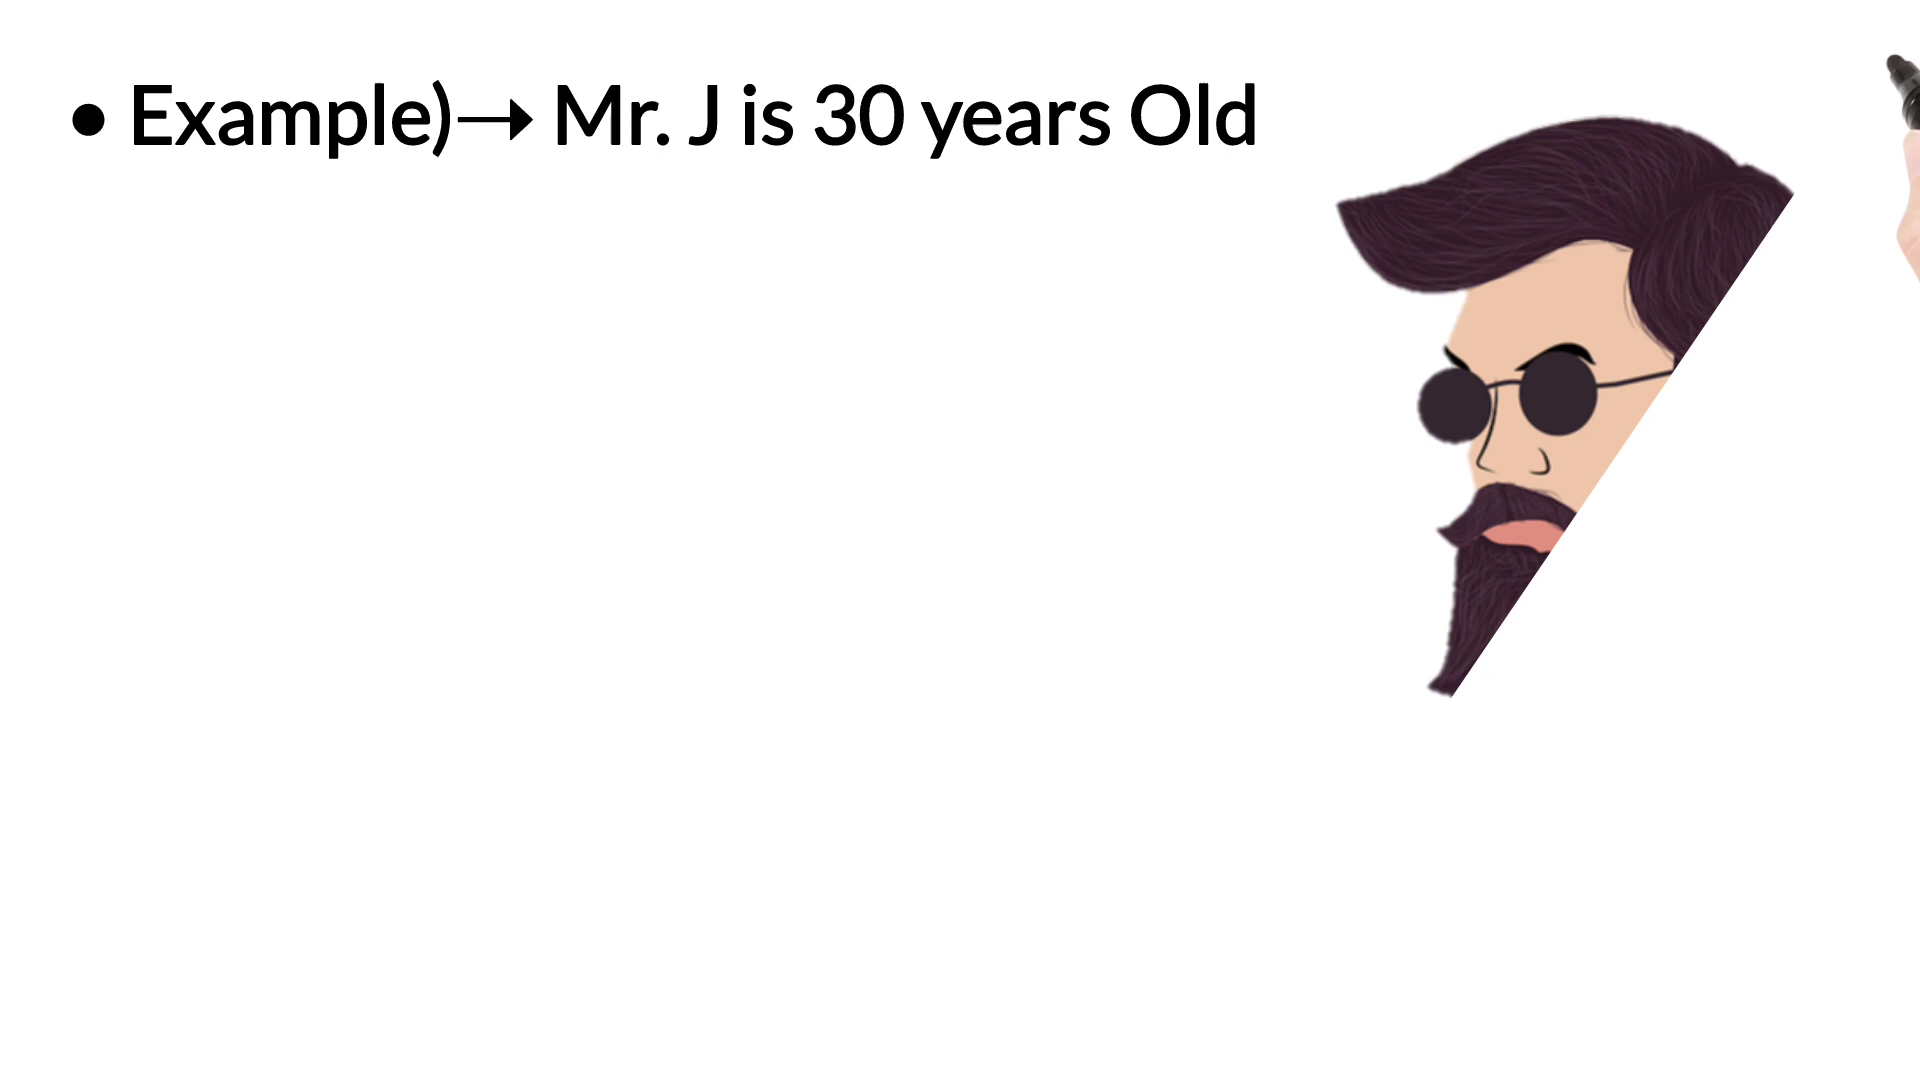 • Example)→ Mr. J is 30 years Old